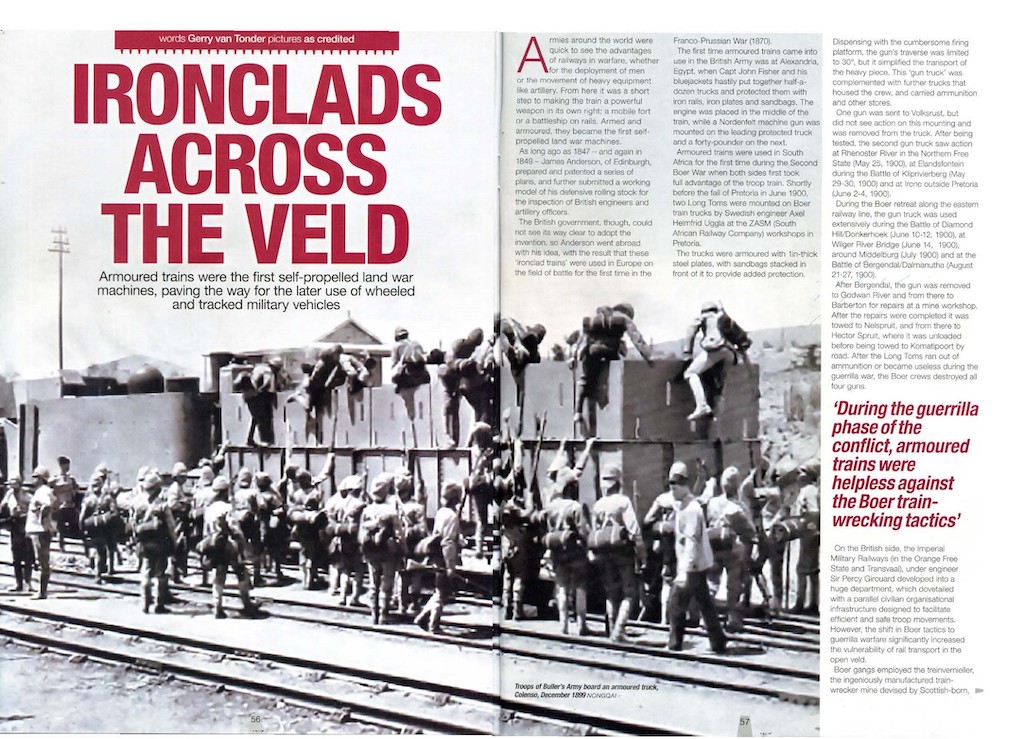 words Gerry van Tonder pictures as credited
IRONCLADS
ACROSS
THE VELD
Armoured trains were the first self-propelled land war
machines, paving the way for the later use of wheeled
and tracked military vehicles
Armies around the world were
quick to see the advantages
of railways in warfare, whether
for the deployment of men
or the movement of heavy equipment
like artillery. From here it was a short
step to making the train a powerful
weapon in its own right: a mobile fort
or a battleship on rails. Armed and
armoured, they became the first self-
propelled land war machines.
As long ago as 1847 – and again in
1849 – James Anderson, of Edinburgh,
prepared and patented a series of
plans, and further submitted a working
model of his defensive rolling stock for
the inspection of British engineers and
artillery officers.
The British government, though, could
not see its way clear to adopt the
invention, so Anderson went abroad
with his idea, with the result that these
'ironclad trains' were used in Europe on
the field of battle for the first time in the
Franco-Prussian War (1870).
The first time armoured trains came into
use in the British Army was at Alexandria,
Egypt, when Capt John Fisher and his
bluejackets hastily put together half-a-
dozen trucks and protected them with
iron rails, iron plates and sandbags. The
engine was placed in the middle of the
train, while a Nordenfelt machine gun was
mounted on the leading protected truck
and a forty-pounder on the next.
Armoured trains were used in South
Africa for the first time during the Second
Boer War when both sides first took
full advantage of the troop train. Shortly
before the fall of Pretoria in June 1900,
two Long Toms were mounted on Boer
train trucks by Swedish engineer Axel
Helmfrid Uggla at the ZASM (South
African Railway Company) workshops in
Pretoria.
The trucks were armoured with 1in-thick
steel plates, with sandbags stacked in
front of it to provide added protection.
Dispensing with the cumbersome firing
platform, the gun's traverse was limited
to 30°, but it simplified the transport of
the heavy piece. This 'gun truck' was
complemented with further trucks that
housed the crew, and carried ammunition
and other stores.
One gun was sent to Volksrust, but
did not see action on this mounting and
was removed from the truck. After being
tested, the second gun truck saw action
at Rhenoster River in the Northern Free
State (May 25, 1900), at Elandsfontein
during the Battle of Klipriviersberg (May
29-30, 1900) and at Irene outside Pretoria
(June 2-4, 1900).
During the Boer retreat along the eastern
railway line, the gun truck was used
extensively during the Battle of Diamond
Hill/Donkerhoek (June 10-12, 1900), at
Wilger River Bridge (June 14, 1900),
around Middelburg (July 1900) and at the
Battle of Bergendal/Dalmanutha (August
21-27, 1900).
After Bergendal, the gun was removed
to Godwan River and from there to
Barberton for repairs at a mine workshop.
After the repairs were completed it was
towed to Nelspruit, and from there to
Hector Spruit, where it was unloaded
before being towed to Komatipoort by
road. After the Long Toms ran out of
ammunition or became useless during the
guerrilla war, the Boer crews destroyed all
four guns.
'During the guerrilla
phase of the
conflict, armoured
trains were
helpless against
the Boer train-
wrecking tactics'
On the British side, the Imperial
Military Railways (in the Orange Free
State and Transvaal), under engineer
Sir Percy Girouard developed into a
huge department, which dovetailed
with a parallel civilian organisational
infrastructure designed to facilitate
efficient and safe troop movements.
However, the shift in Boer tactics to
guerrilla warfare significantly increased
the vulnerability of rail transport in the
open veld.
Boer gangs employed the treinvernieller,
the ingeniously manufactured train-
wrecker mine devised by Scottish-born,
Troops of Buller's Army board an armoured truck,
Colenso, December 1899 NONGQAI
56
57